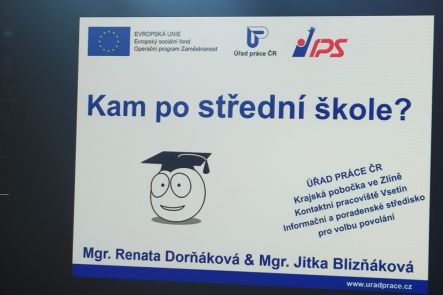 EVROPSKÁ UNIE
Evropský sociální fond
Operační program Zaměstnanost
Úřad práce ČR
IPS
Kam po střední škole?
ÚŘAD PRÁCE ČR
Krajská pobočka ve Zlíně
Kontaktní pracoviště Vsetín
Informační a poradenské středisko
pro volbu povolání
Mgr. Renata Dorňáková & Mgr. Jitka Blizňáková
www.uradprace.cz